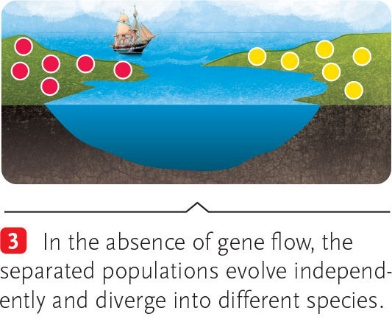 3 In the absence of gene flow, the
separated populations evolve independ-
ently and diverge into different species.